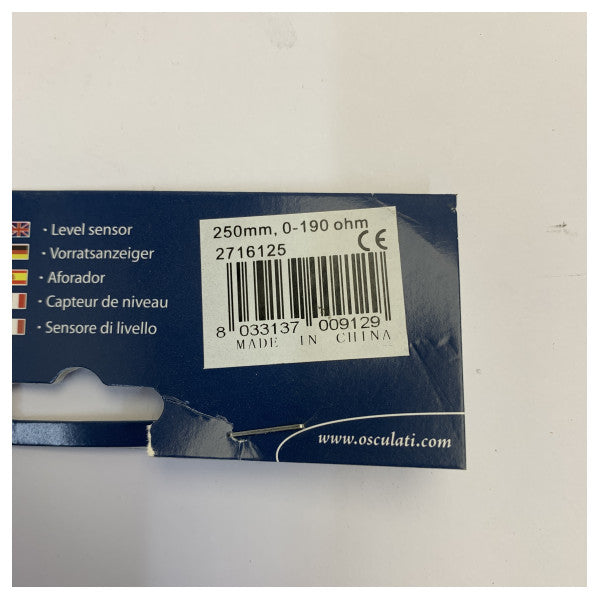 · Level sensor
· Vorratsanzeiger
· Aforador
· Capteur de niveau
· Sensore di livello
250mm, 0-190 ohm
2716125
CE
8 033137 009129
MADE IN CHINA
www.osculati.com